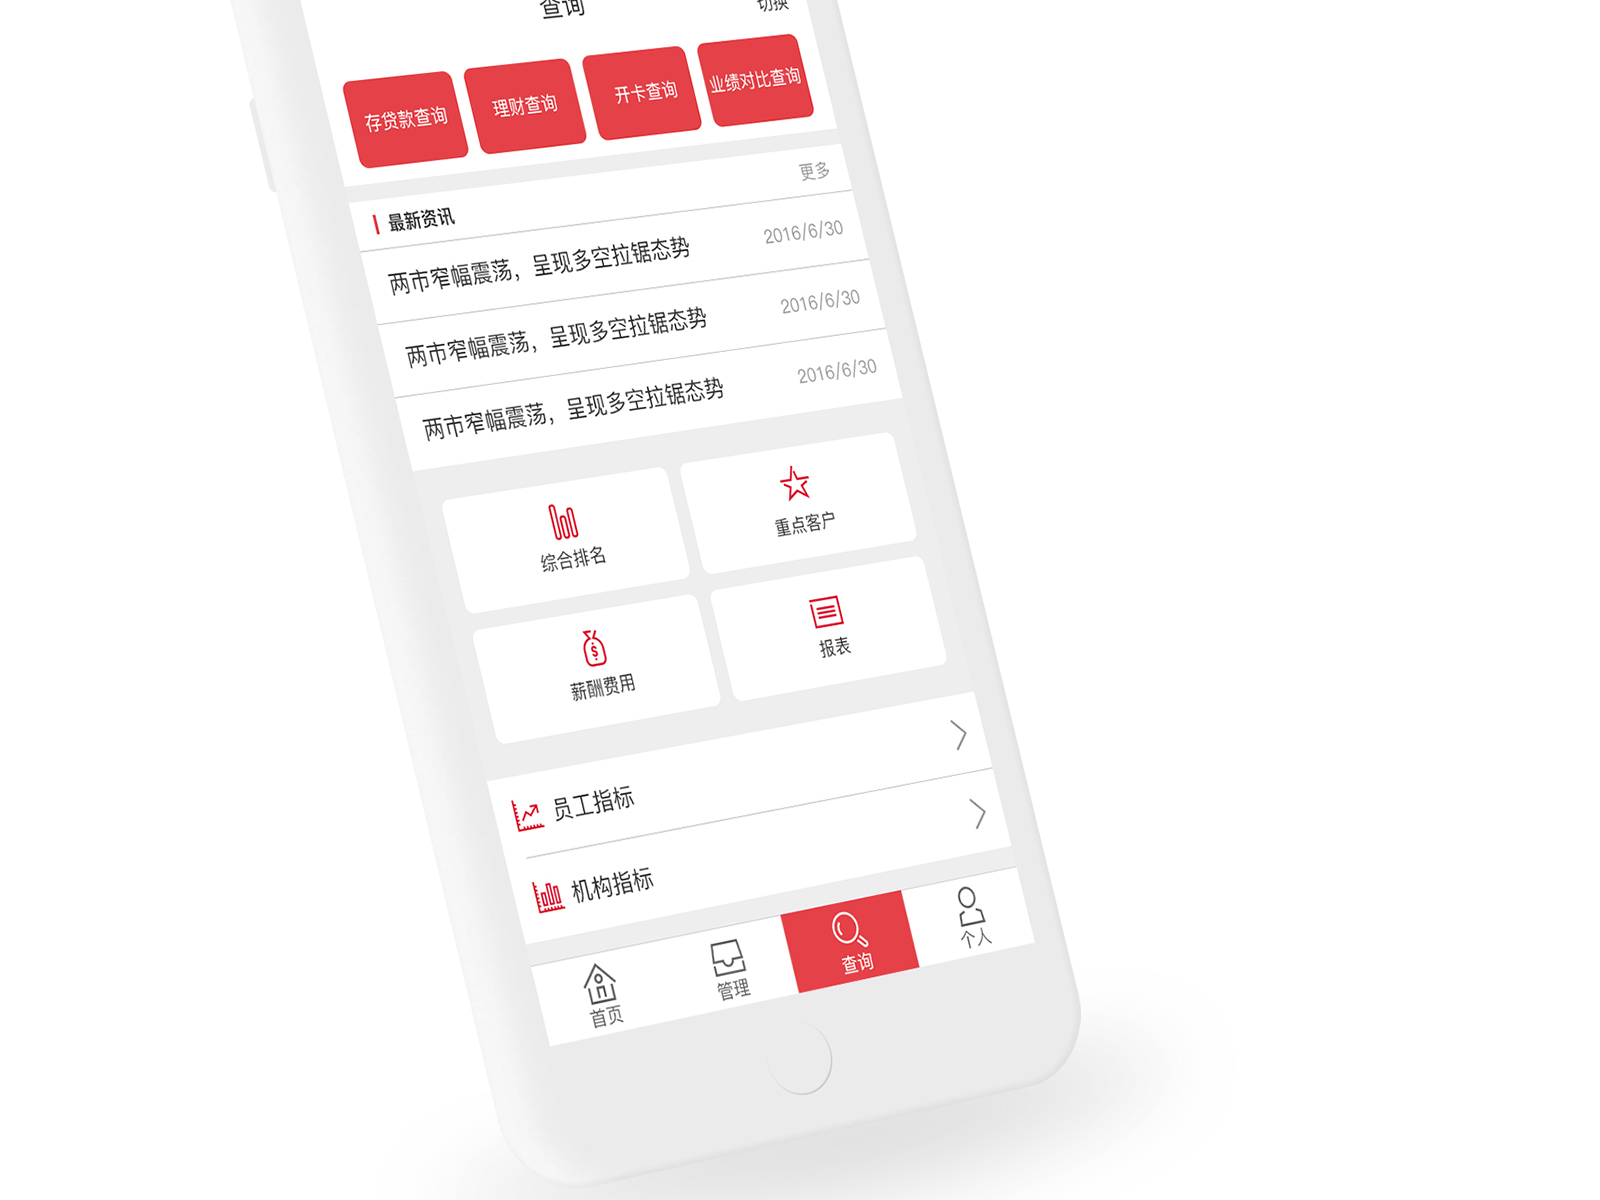 查询
切换
存贷款查询
理财查询
开卡查询
业绩对比查询
最新资讯
更多
两市窄幅震荡，呈现多空拉锯态势
2016/6/30
两市窄幅震荡，呈现多空拉锯态势
2016/6/30
两市窄幅震荡，呈现多空拉锯态势
2016/6/30
综合排名
重点客户
薪酬费用
报表
员工指标
机构指标
首页
管理
查询
个人